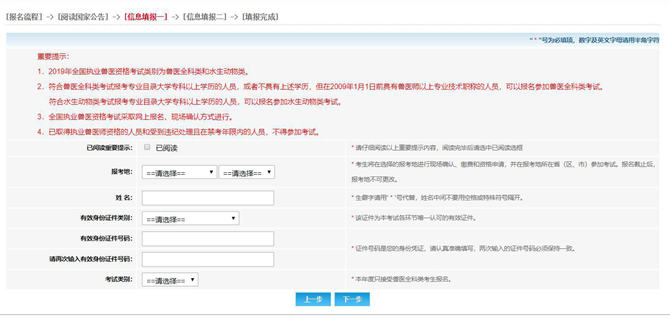 [报名流程] -> [阅读国家公告] -> [信息填报一] -> [信息填报二] -> [填报完成]
"*"号为必填项，数字及英文字母请用半角字符
重要提示：
1、2019年全国执业兽医资格考试类别为兽医全科类和水生动物类。
2、符合兽医全科类考试报考专业目录大学专科以上学历的人员，或者不具有上述学历，但在2009年1月1日前具有兽医师以上专业技术职称的人员，可以报名参加兽医全科类考试。
符合水生动物类考试报考专业目录大学专科以上学历的人员，可以报名参加水生动物类考试。
3、全国执业兽医资格考试采取网上报名、现场确认方式进行。
4、已取得执业兽医师资格的人员和受到违纪处理且在禁考年限内的人员，不得参加考试。
已阅读重要提示： 已阅读 * 请仔细阅读以上重要提示内容，阅读完毕后请选中已阅读选框
报考地： ==请选择== ==请选择== * 考生将在选择的报考地进行现场确认、缴费和资格申请，并在报考地所在省（区、市）参加考试。报名截止后，
报考地不可更改。
姓 名： * 生僻字请用"*"号代替，姓名中间不要用空格或特殊符号隔开。
有效身份证件类别： ==请选择== * 该证件为本考试各环节唯一认可的有效证件。
有效身份证件号码：
* 证件号码是您的身份凭证，请认真准确填写，两次输入的证件号码必须保持一致。
请再次输入有效身份证件号码：
考试类别： ==请选择== * 本年度只接受兽医全科类考生报名。
上一步 下一步